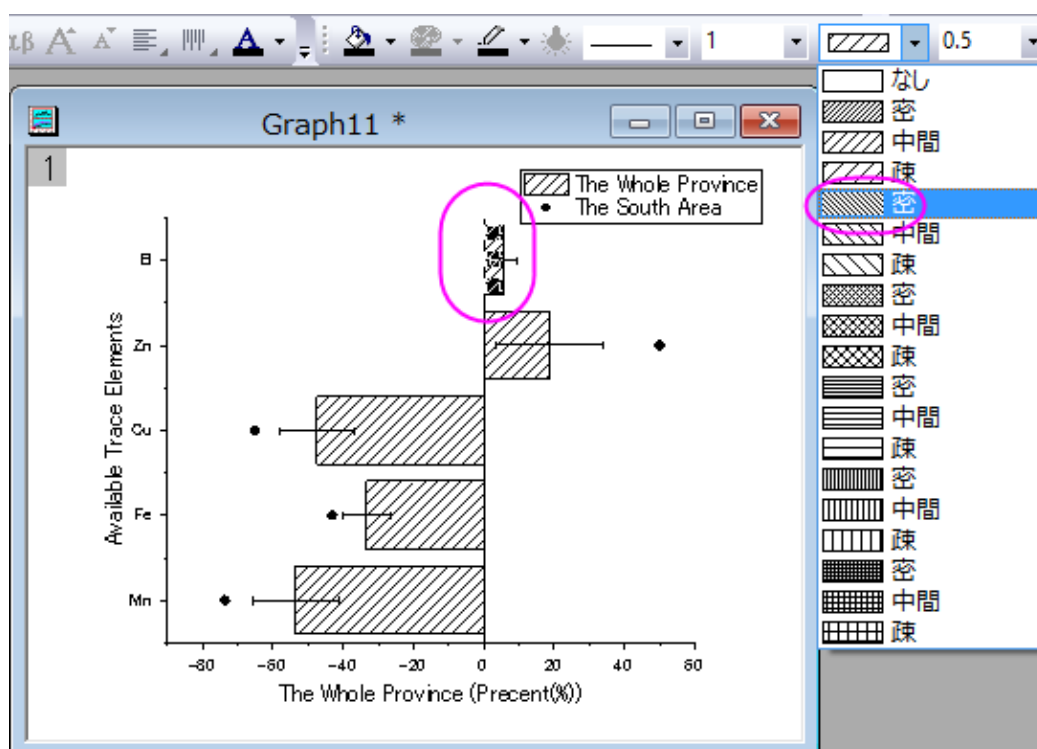 αβ A A A 1 0.5
Graph11 *
1
The Whole Province
The South Area
B
Zn
Cu
Fe
Mn
Available Trace Elements
-80 -60 -40 -20 0 20 40 60
The Whole Province (Precent(%))
なし
密
中間
疎
密
中間
疎
密
中間
疎
密
中間
疎
密
中間
疎
密
中間
疎